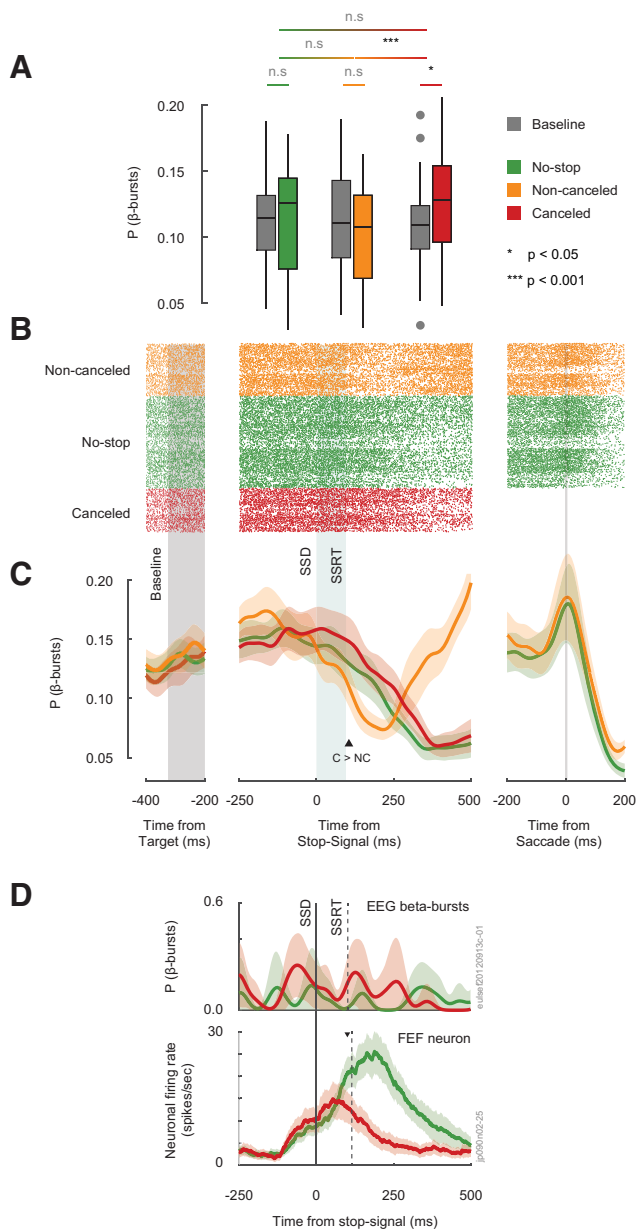 n.s
n.s
***
A
n.s
n.s
*
0.20
0.15
0.10
0.05
P (β-bursts)
Baseline
No-stop
Non-canceled
Canceled
* p < 0.05
*** p < 0.001
B
Non-canceled
No-stop
Canceled
C
Baseline
SSD
SSRT
0.20
0.15
0.10
0.05
P (β-bursts)
C > NC
-400
-200
-250
0
250
500
-200
0
200
Time from
Target (ms)
Time from
Stop-Signal (ms)
Time from
Saccade (ms)
D
0.6
0.0
P (β-bursts)
SSD
SSRT
EEG beta-bursts
eulsef20120913c-01
30
0
Neuronal firing rate
(spikes/sec)
FEF neuron
jp090n02-25
-250
0
250
500
Time from stop-signal (ms)